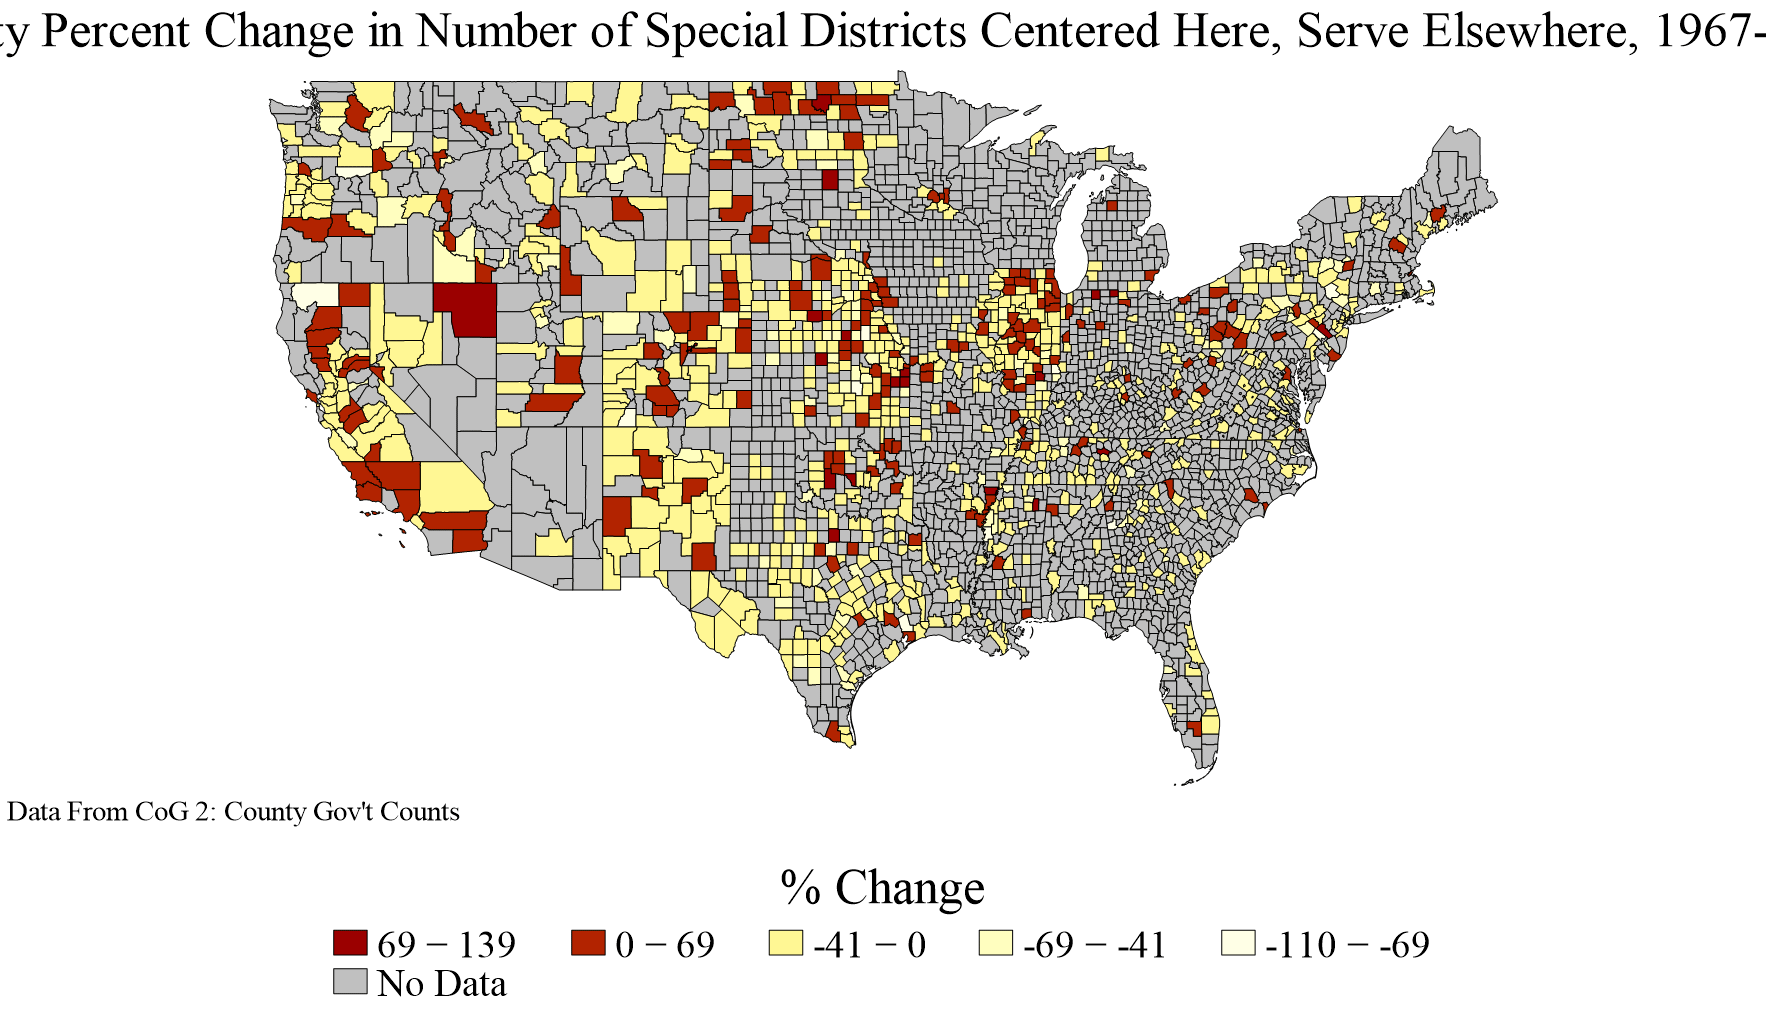 ty Percent Change in Number of Special Districts Centered Here, Serve Elsewhere, 1967-
Data From CoG 2: County Gov't Counts
% Change
69 − 139 0 − 69 -41 − 0 -69 − -41 -110 − -69
No Data